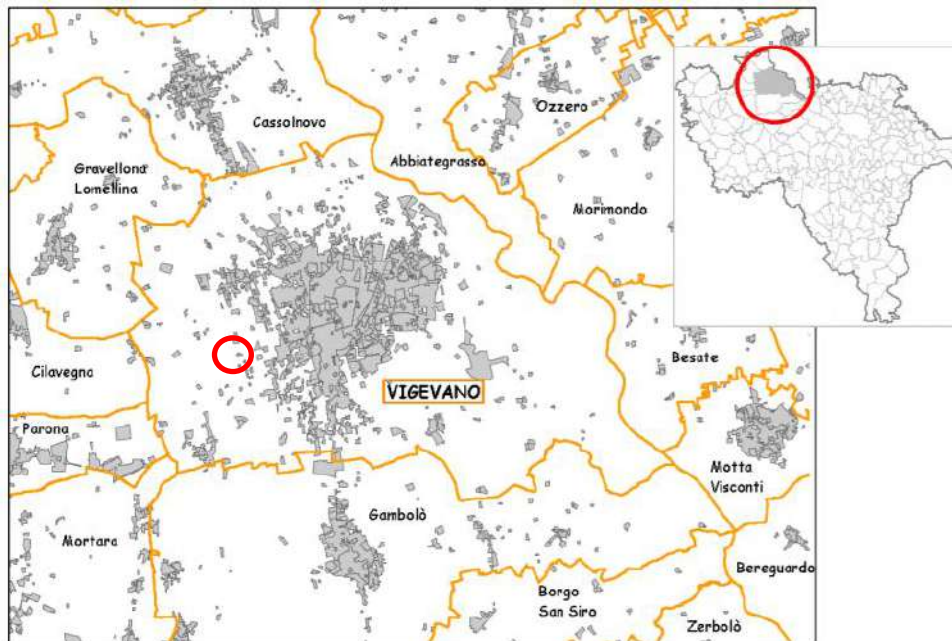 Cassolnovo
Ozzero
Abbiategrasso
Gravellona
Lomellina
Morimondo
Besate
Cilavegna
VIGEVANO
Parona
Motta
Visconti
Gambolò
Mortara
Bereguardo
Borgo
San Siro
Zerbolò